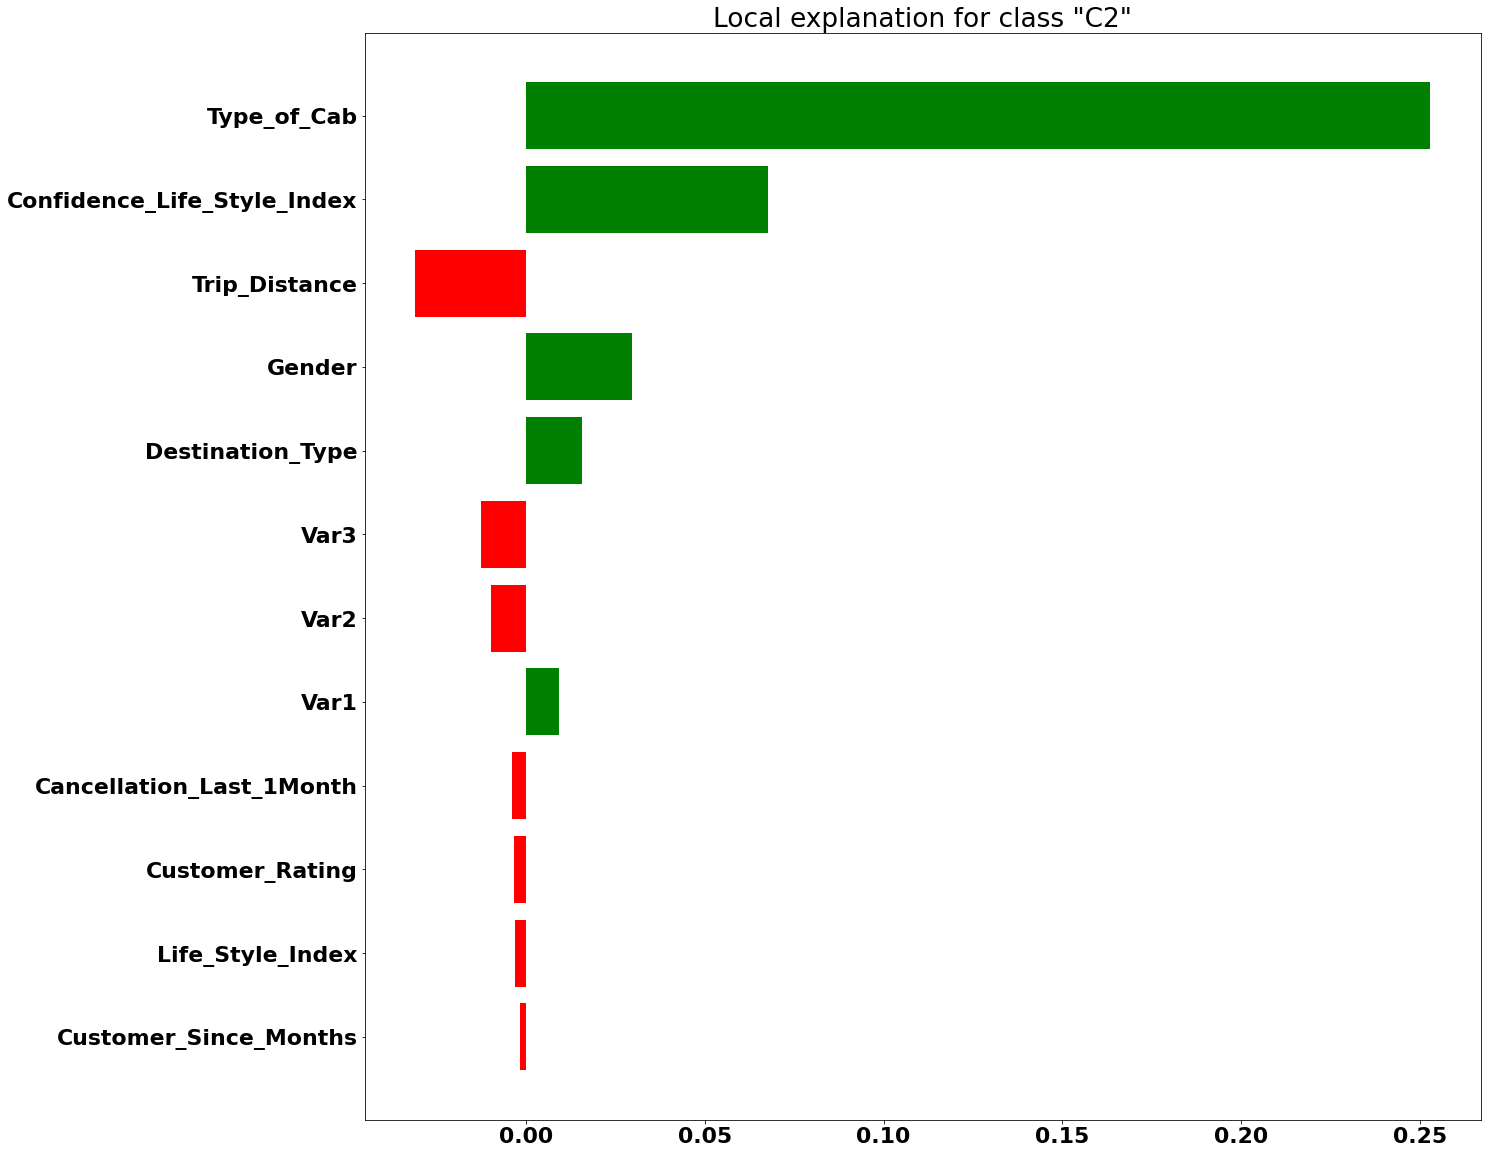 Local explanation for class "C2"
Type_of_Cab
Confidence_Life_Style_Index
Trip_Distance
Gender
Destination_Type
Var3
Var2
Var1
Cancellation_Last_1Month
Customer_Rating
Life_Style_Index
Customer_Since_Months
0.00 0.05 0.10 0.15 0.20 0.25